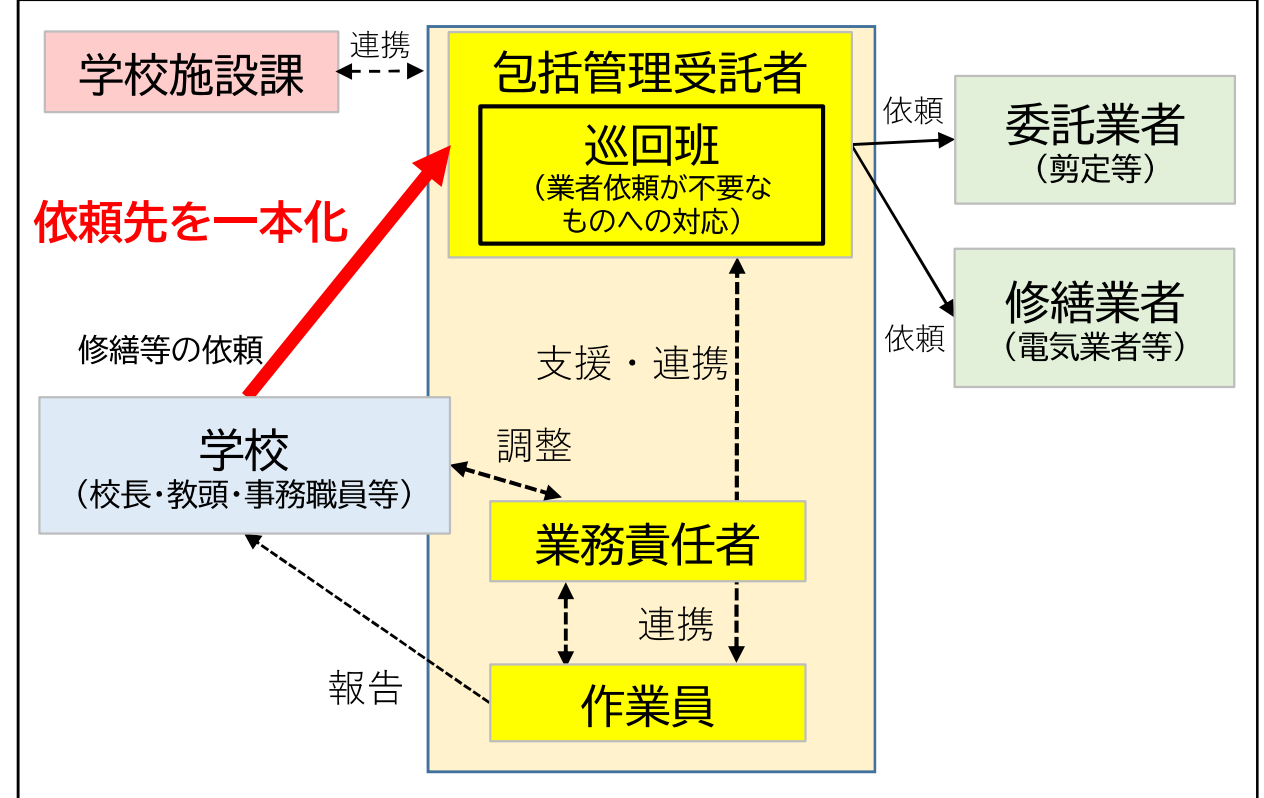 学校施設課
連携
包括管理受託者
巡回班
（業者依頼が不要な
ものへの対応）
依頼
委託業者
（剪定等）
依頼先を一本化
修繕業者
（電気業者等）
依頼
修繕等の依頼
支援・連携
学校
（校長･教頭･事務職員等）
調整
業務責任者
連携
報告
作業員